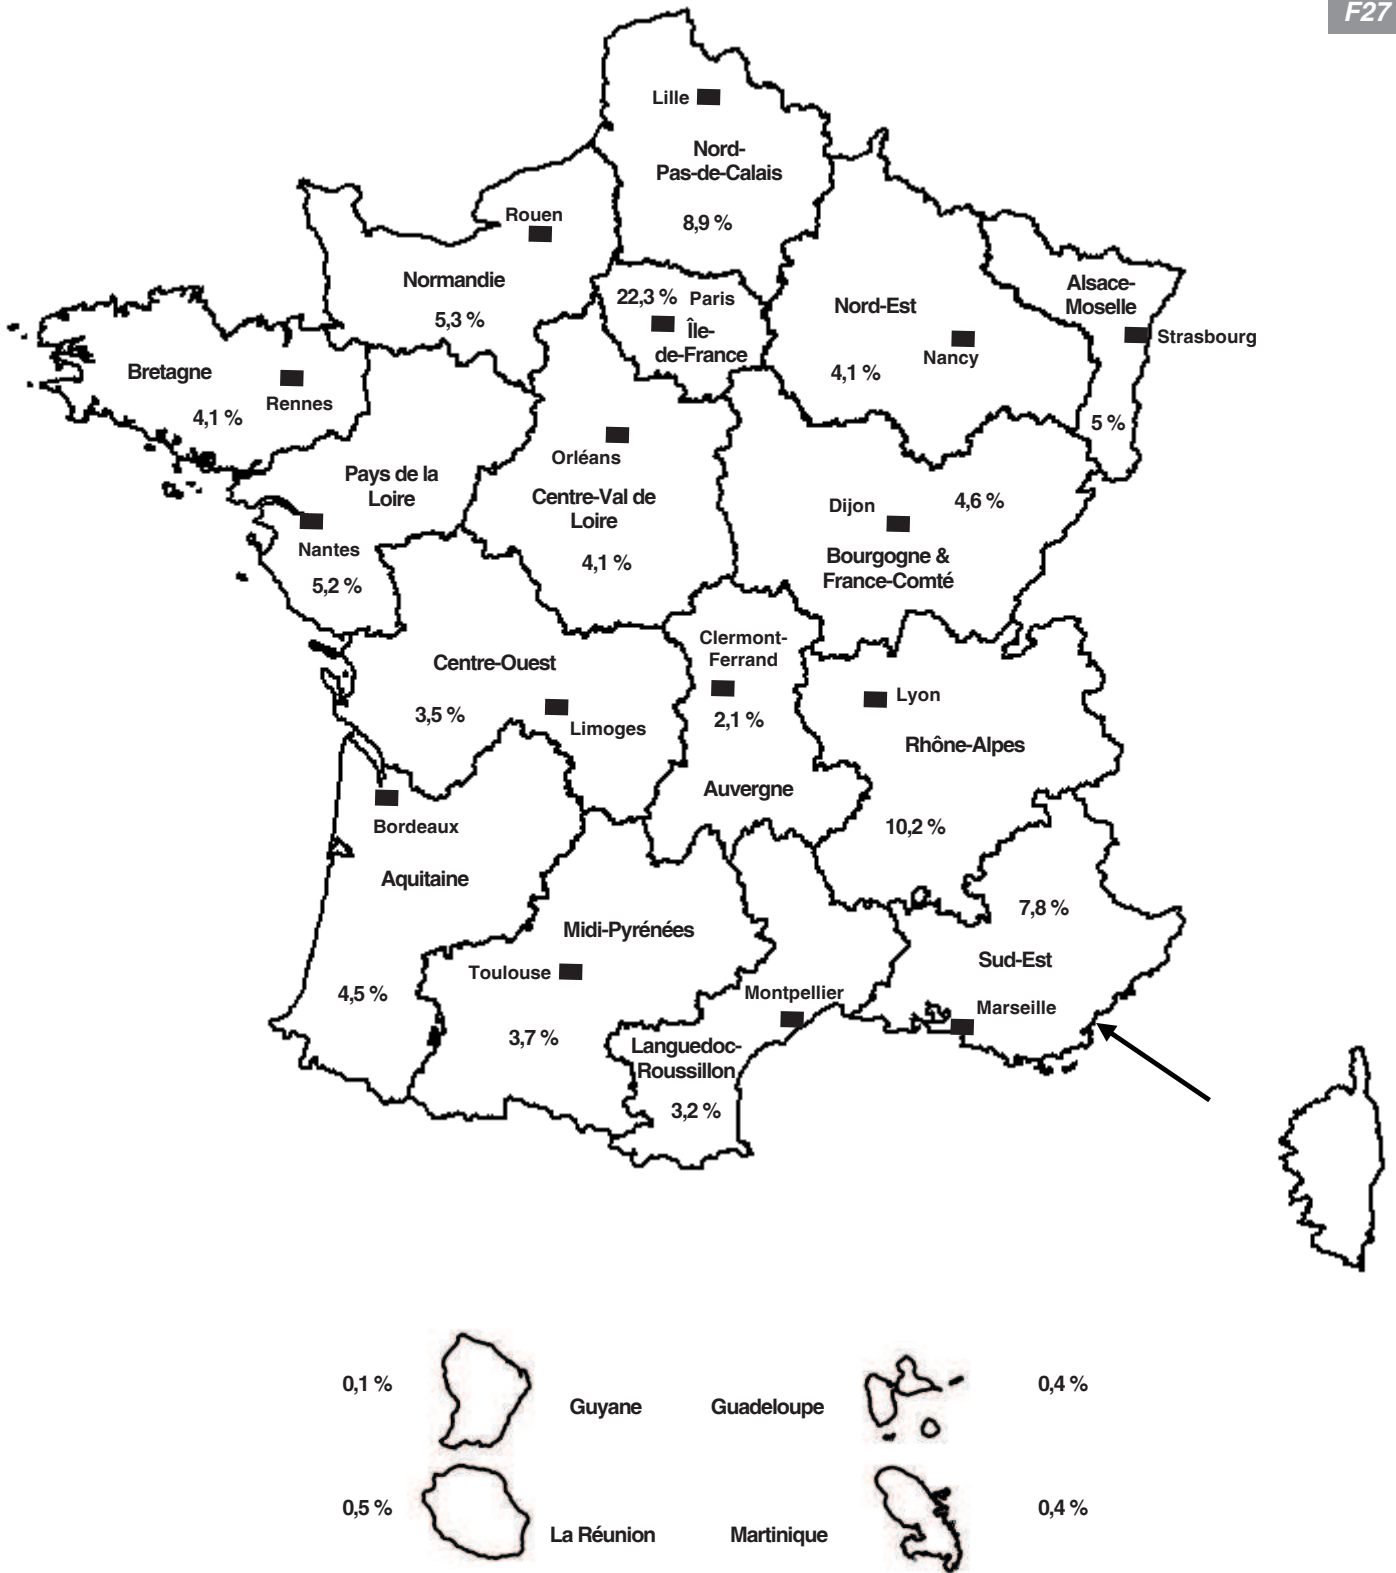 F27
Lille
Nord-
Pas-de-Calais
8,9 %
Rouen
Normandie
5,3 %
22,3 % Paris
Île-
de-France
Nord-Est
Nancy
4,1 %
Alsace-
Moselle
Strasbourg
5 %
Bretagne
Rennes
4,1 %
Pays de la
Loire
Nantes
5,2 %
Orléans
Centre-Val de
Loire
4,1 %
Dijon
4,6 %
Bourgogne &
France-Comté
Centre-Ouest
3,5 %
Limoges
Clermont-
Ferrand
2,1 %
Auvergne
Lyon
Rhône-Alpes
10,2 %
Bordeaux
Aquitaine
4,5 %
Midi-Pyrénées
Toulouse
3,7 %
Montpellier
Languedoc-
Roussillon
3,2 %
7,8 %
Sud-Est
Marseille
0,1 %
Guyane
Guadeloupe
0,4 %
0,5 %
La Réunion
Martinique
0,4 %